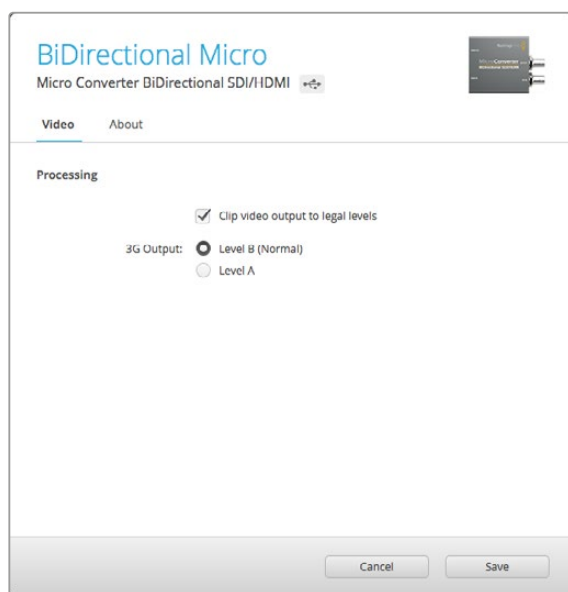 BiDirectional Micro
Micro Converter BiDirectional SDI/HDMI
Video About
Processing
Clip video output to legal levels
3G Output: Level B (Normal)
Level A
Cancel Save